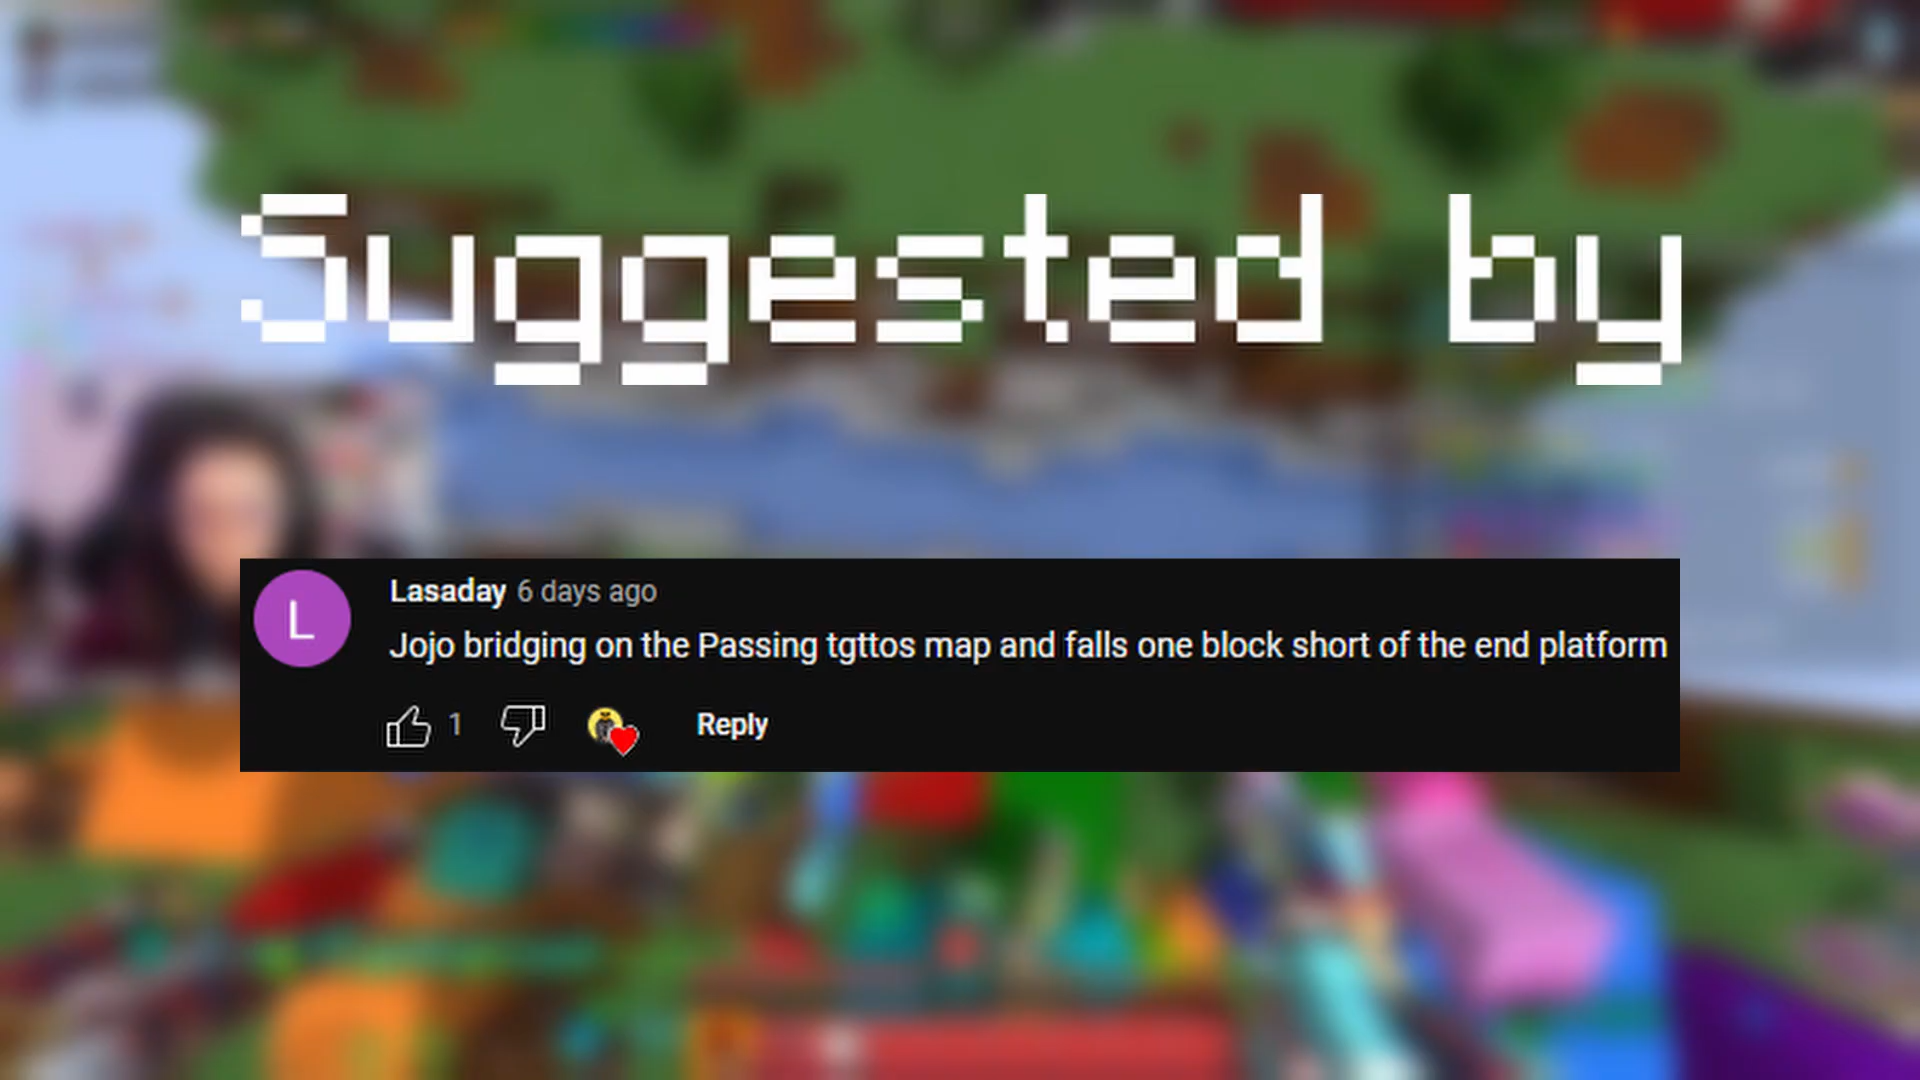 Suggested by
L
Lasaday 6 days ago
Jojo bridging on the Passing tgttos map and falls one block short of the end platform
1 Reply